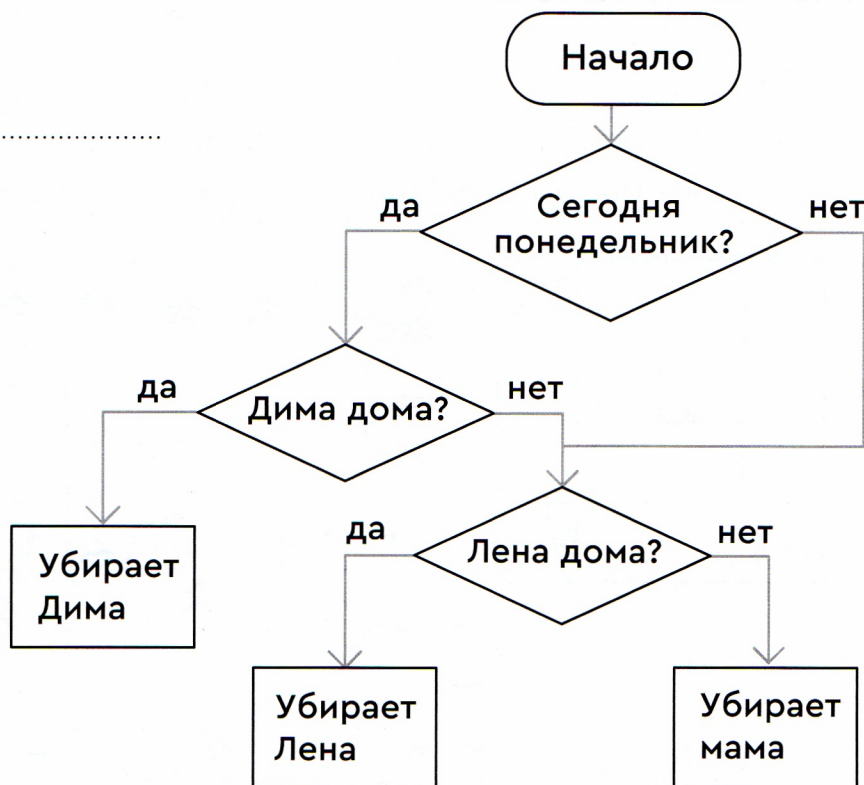 Начало
да
Сегодня
понедельник?
нет
да
Дима дома?
нет
да
Лена дома?
нет
Убирает
Дима
Убирает
Лена
Убирает
мама